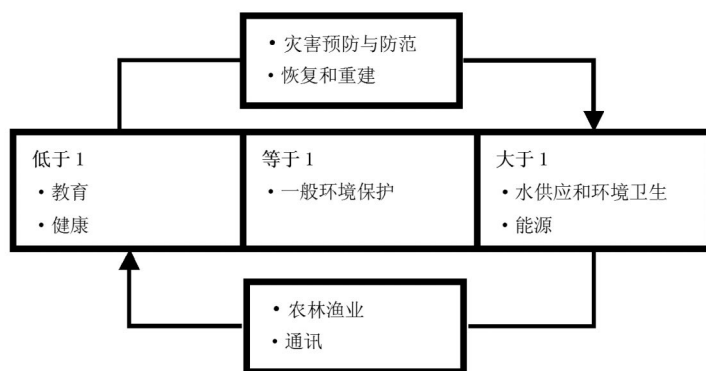 • 灾害预防与防范
• 恢复和重建
低于 1
• 教育
• 健康
等于 1
• 一般环境保护
大于 1
• 水供应和环境卫生
• 能源
• 农林渔业
• 通讯